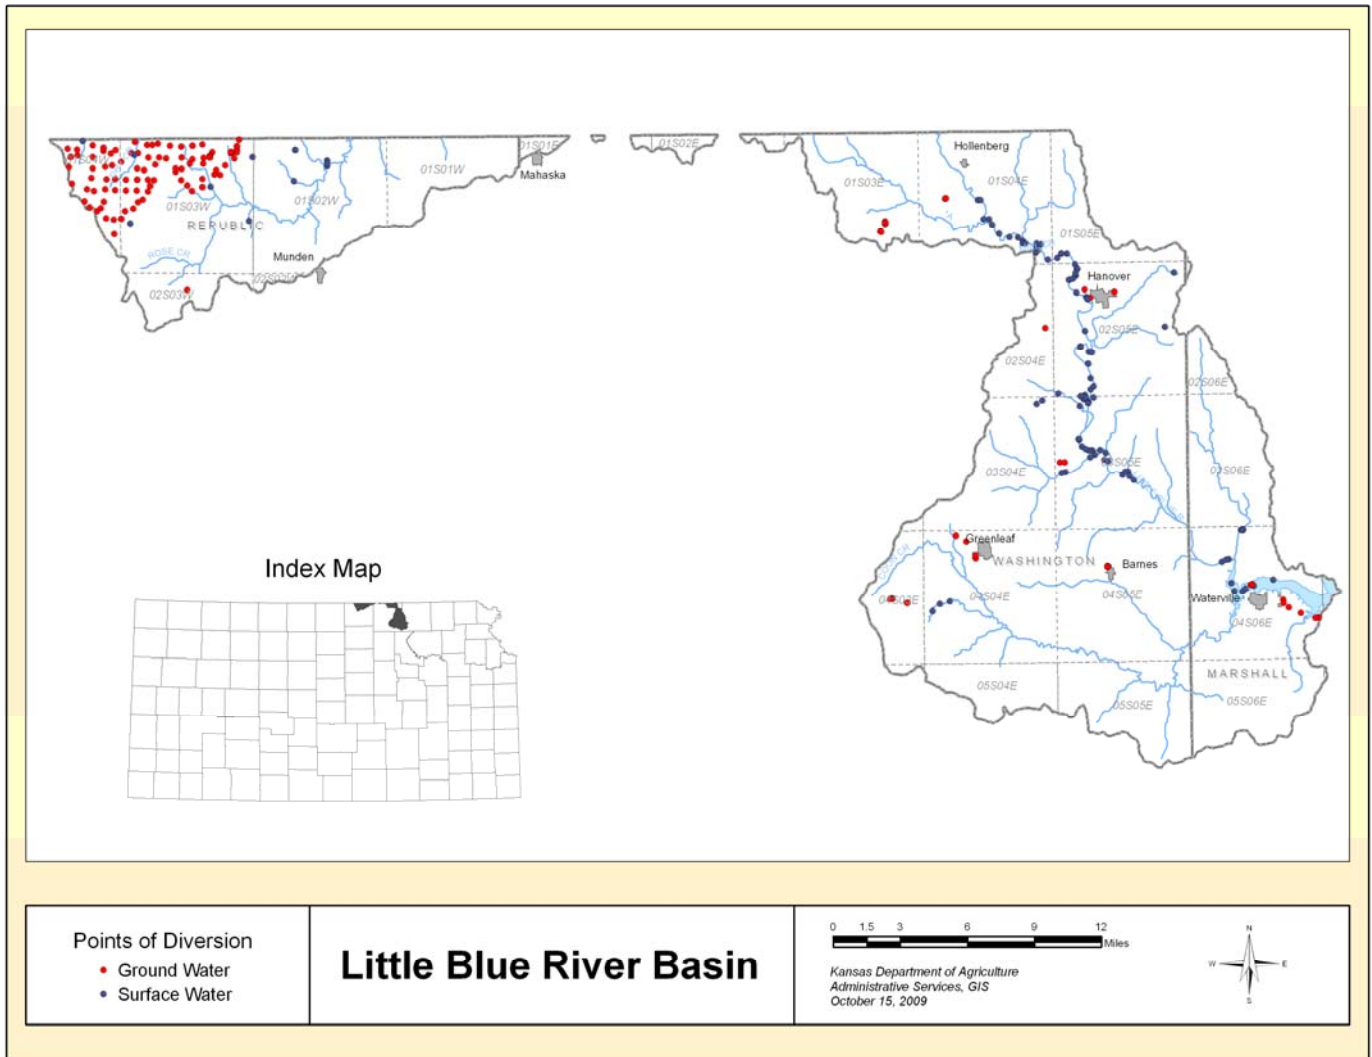 01S01E
01S02E
Hollenberg
01S03E
01S04E
Mahaska
01S01W
01S03W
01S02W
REPUBLIC
01S05E
Munden
ROSE CR
Hanover
02S02W
02S03W
02S05E
02S04E
02S06E
03S04E
03S05E
03S06E
Greenleaf
WASHINGTON
Barnes
04S03E
04S04E
04S05E
Waterville
04S06E
MARSHALL
05S04E
05S05E
05S06E
Index Map
Points of Diversion
Ground Water
Surface Water
Little Blue River Basin
0 1.5 3 6 9 12
Miles
Kansas Department of Agriculture
Administrative Services, GIS
October 15, 2009
N
W
E
S